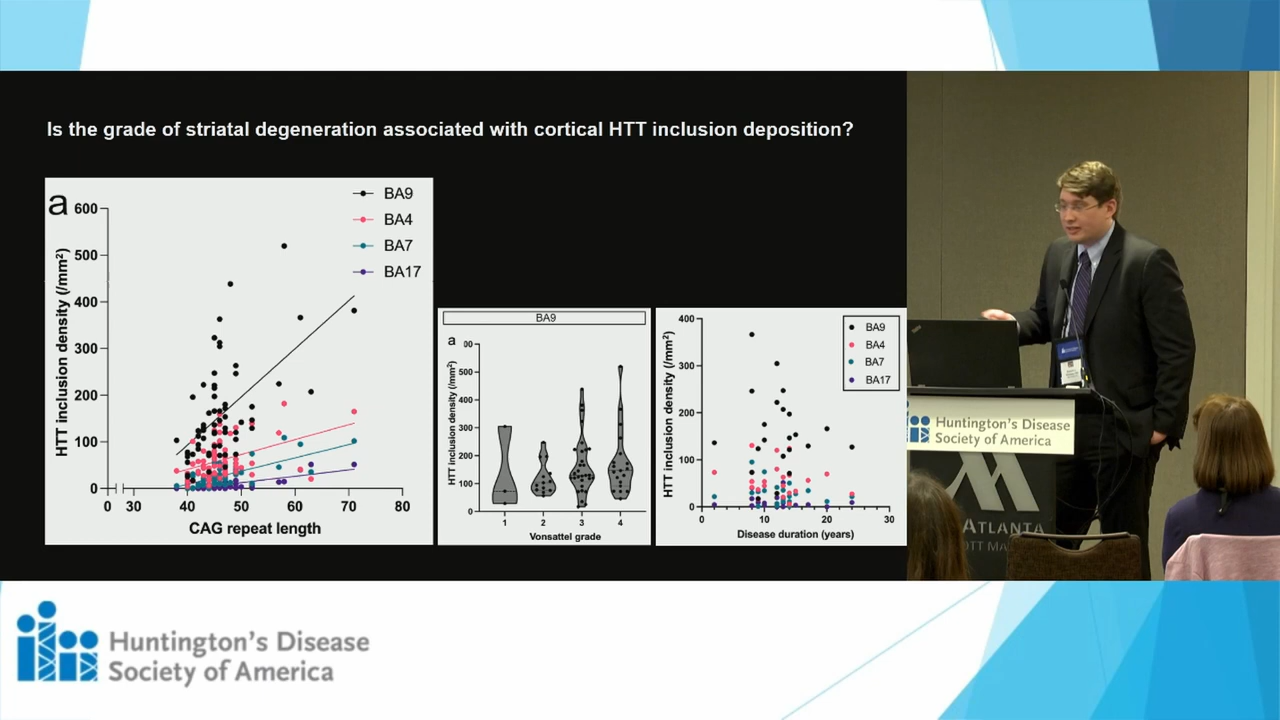 Is the grade of striatal degeneration associated with cortical HTT inclusion deposition?
a
BA9
BA4
BA7
BA17
HTT inclusion density (/mm²)
600
500
400
300
200
100
0
0 30 40 50 60 70 80
CAG repeat length
BA9
a
HTT inclusion density (/mm²)
00
500
400
300
200
100
0
1 2 3 4
Vonsattel grade
HTT inclusion density (/mm²)
400
300
200
100
0
BA9
BA4
BA7
BA17
0 10 20 30
Disease duration (years)
Huntington's Disease
Society of America
ATLANTA
OTT MA
Huntington's Disease
Society of America